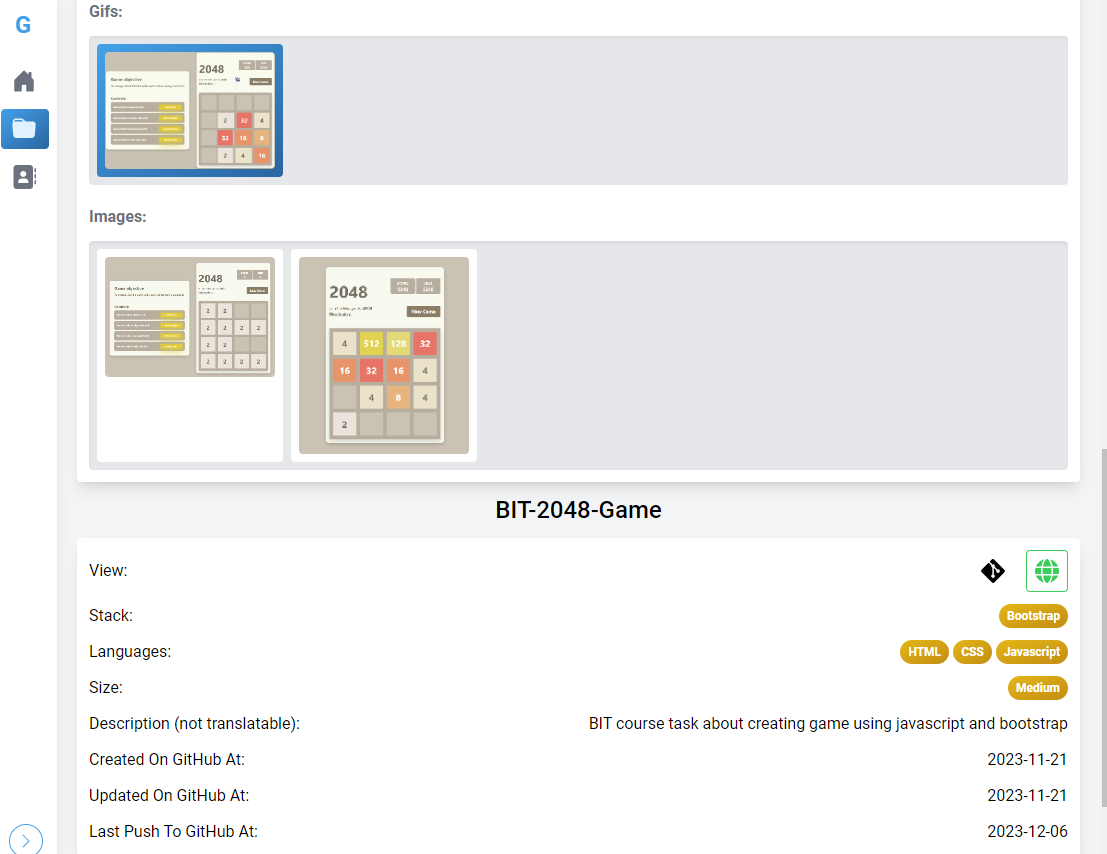 G
Gifs:
Game objective
2048
New Game
Controls:
2 32 4
32 16 8
2 4 16
Images:
Game objective
2048
New Game
Controls:
2 2
2 2 2 2
2 2
2 2 2 2
2048
SCORE
BEST
New Game
4 512 128 32
16 32 16 4
4 8 4
2
BIT-2048-Game
View:
Stack: Bootstrap
Languages: HTML CSS Javascript
Size: Medium
Description (not translatable): BIT course task about creating game using javascript and bootstrap
Created On GitHub At: 2023-11-21
Updated On GitHub At: 2023-11-21
Last Push To GitHub At: 2023-12-06